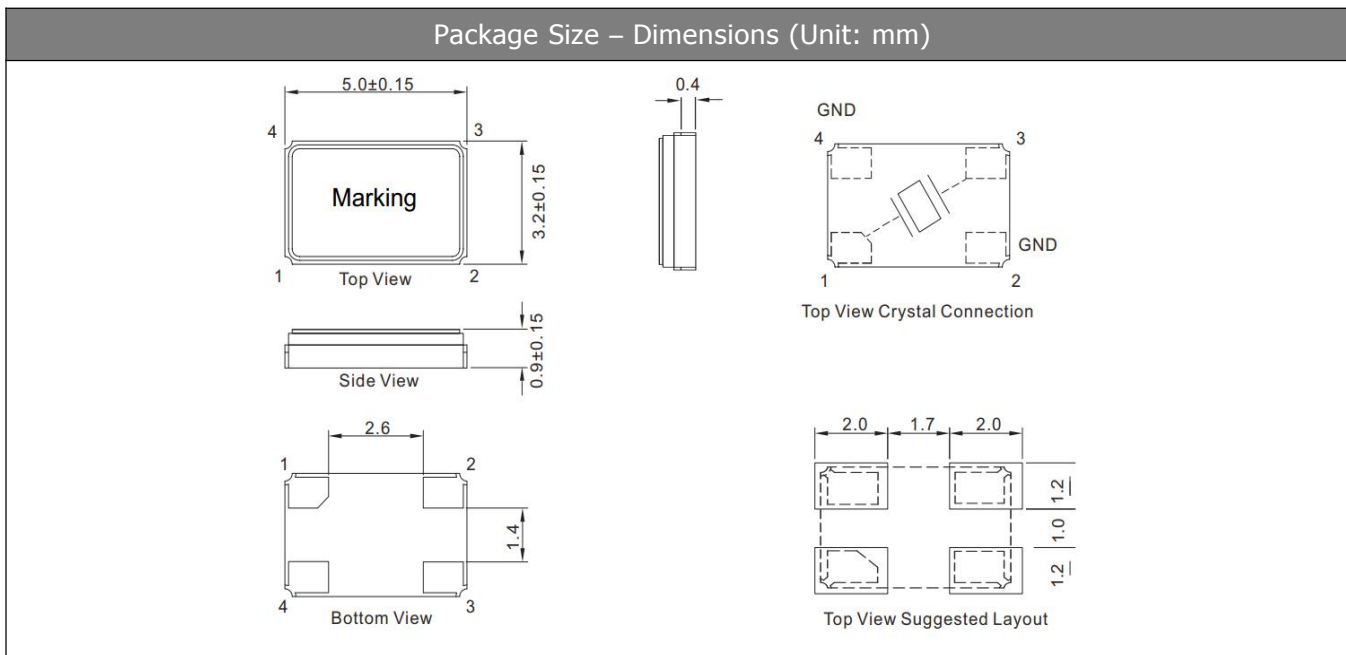 Package Size – Dimensions (Unit: mm)
5.0±0.15
4
3
Marking
3.2±0.15
1
2
Top View
0.4
GND
4
3
GND
1
2
Top View Crystal Connection
0.9±0.15
Side View
2.6
1
2
1.4
4
3
Bottom View
2.0
1.7
2.0
1.2
1.0
1.2
Top View Suggested Layout